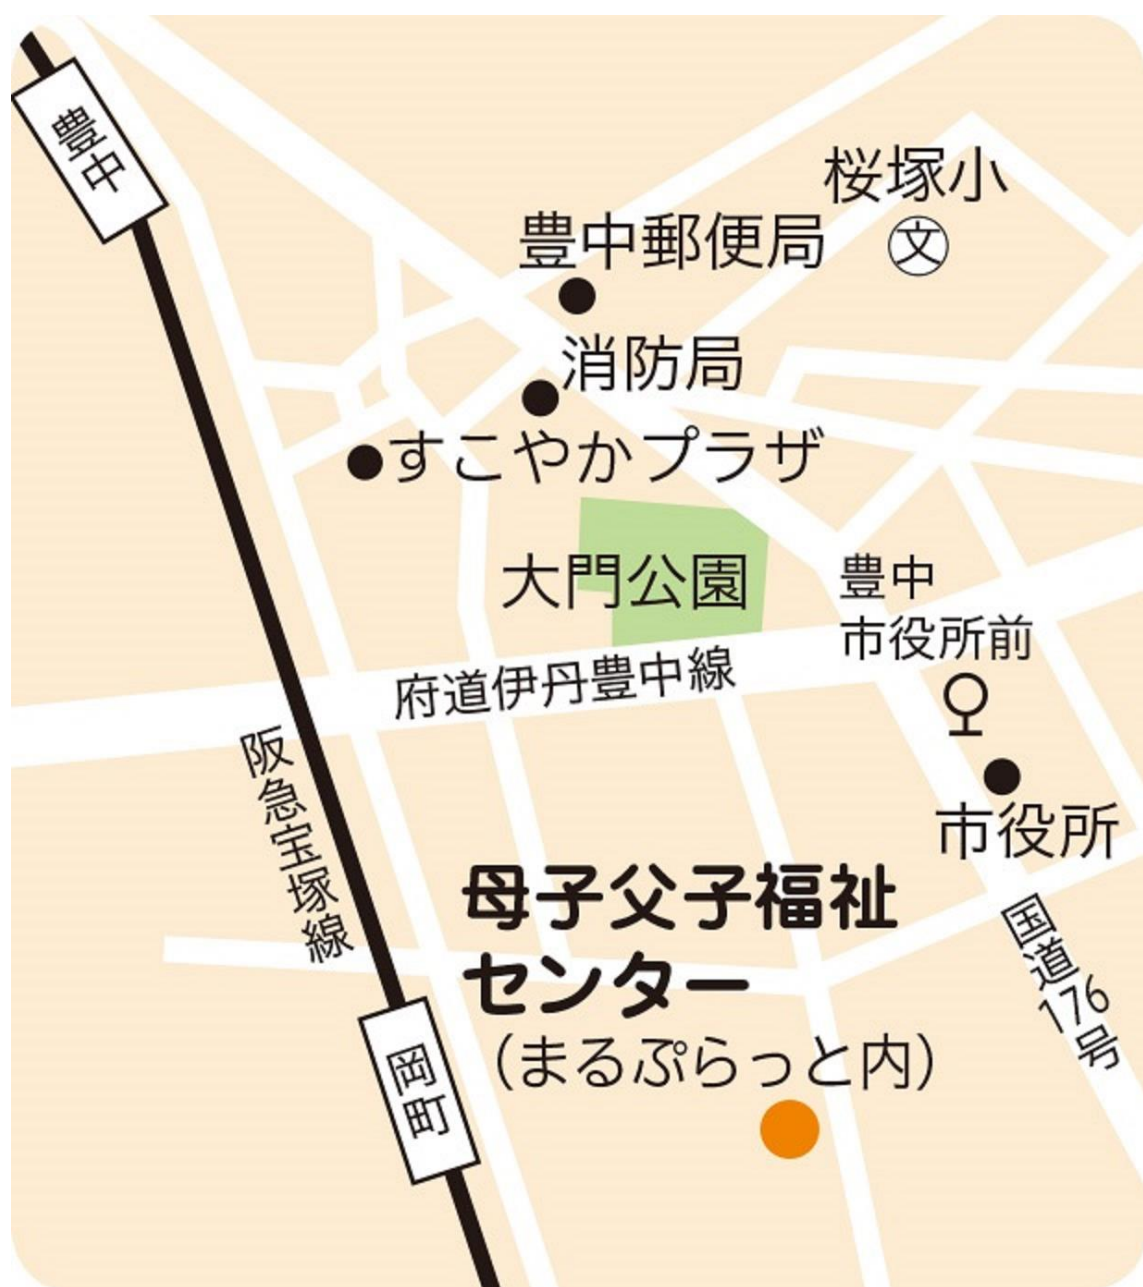 豊中
桜塚小
文
豊中郵便局
消防局
すこやかプラザ
大門公園
豊中
市役所前
府道伊丹豊中線
阪急宝塚線
市役所
母子父子福祉
センター
（まるぷらっと内）
国道176号
岡町